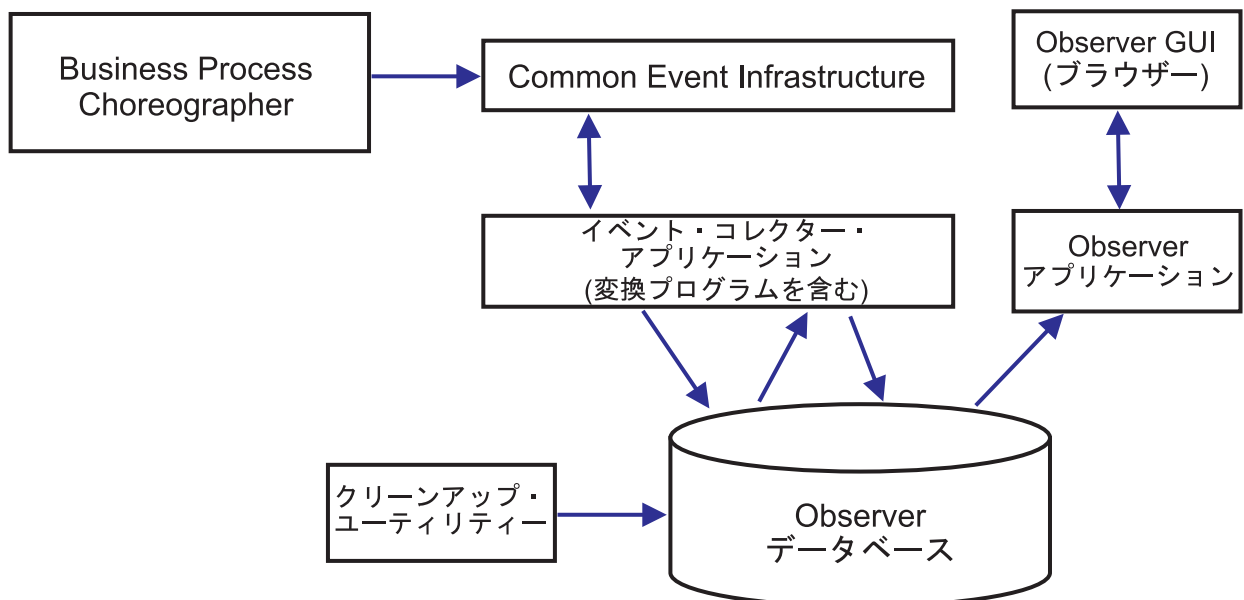 Business Process
Choreographer
Common Event Infrastructure
Observer GUI
(ブラウザー)
イベント・コレクター・
アプリケーション
(変換プログラムを含む)
Observer
アプリケーション
クリーンアップ・
ユーティリティー
Observer
データベース